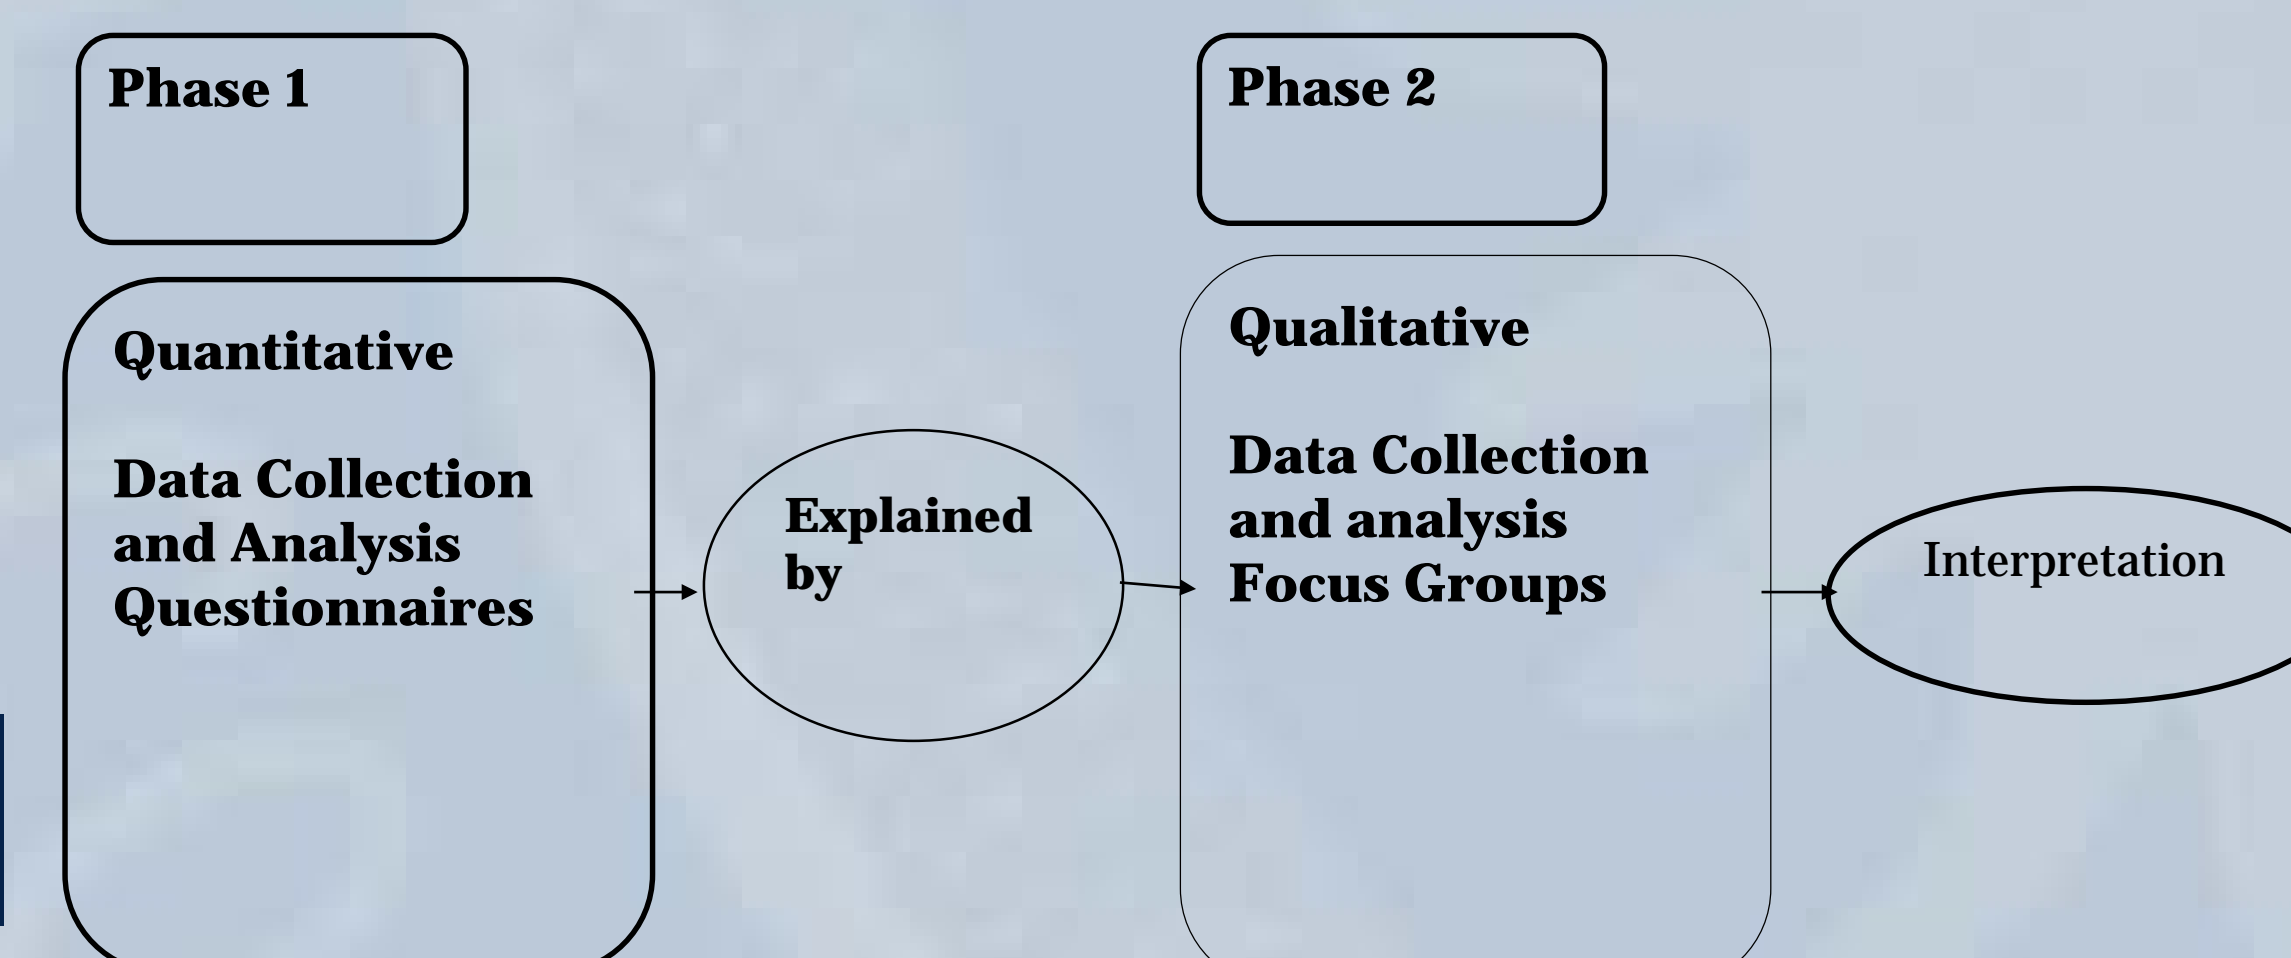 Phase 1
Quantitative
Data Collection
and Analysis
Questionnaires
Explained
by
Phase 2
Qualitative
Data Collection
and analysis
Focus Groups
Interpretation